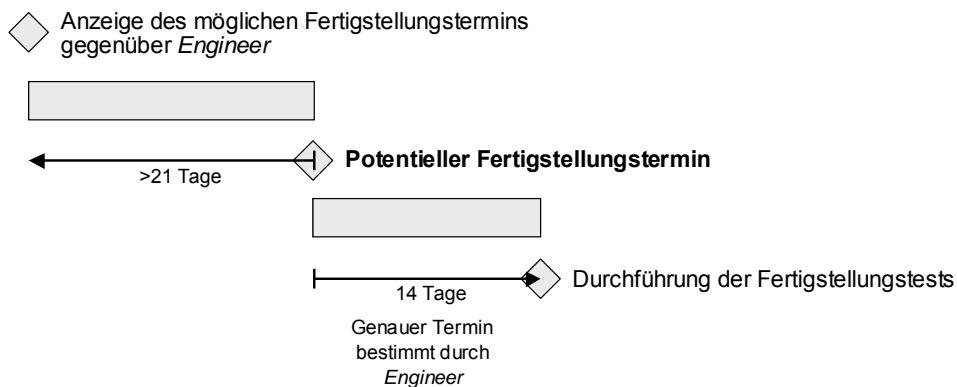 Anzeige des möglichen Fertigstellungstermins
gegenüber Engineer
>21 Tage
Potentieller Fertigstellungstermin
14 Tage
Durchführung der Fertigstellungstests
Genauer Termin
bestimmt durch
Engineer